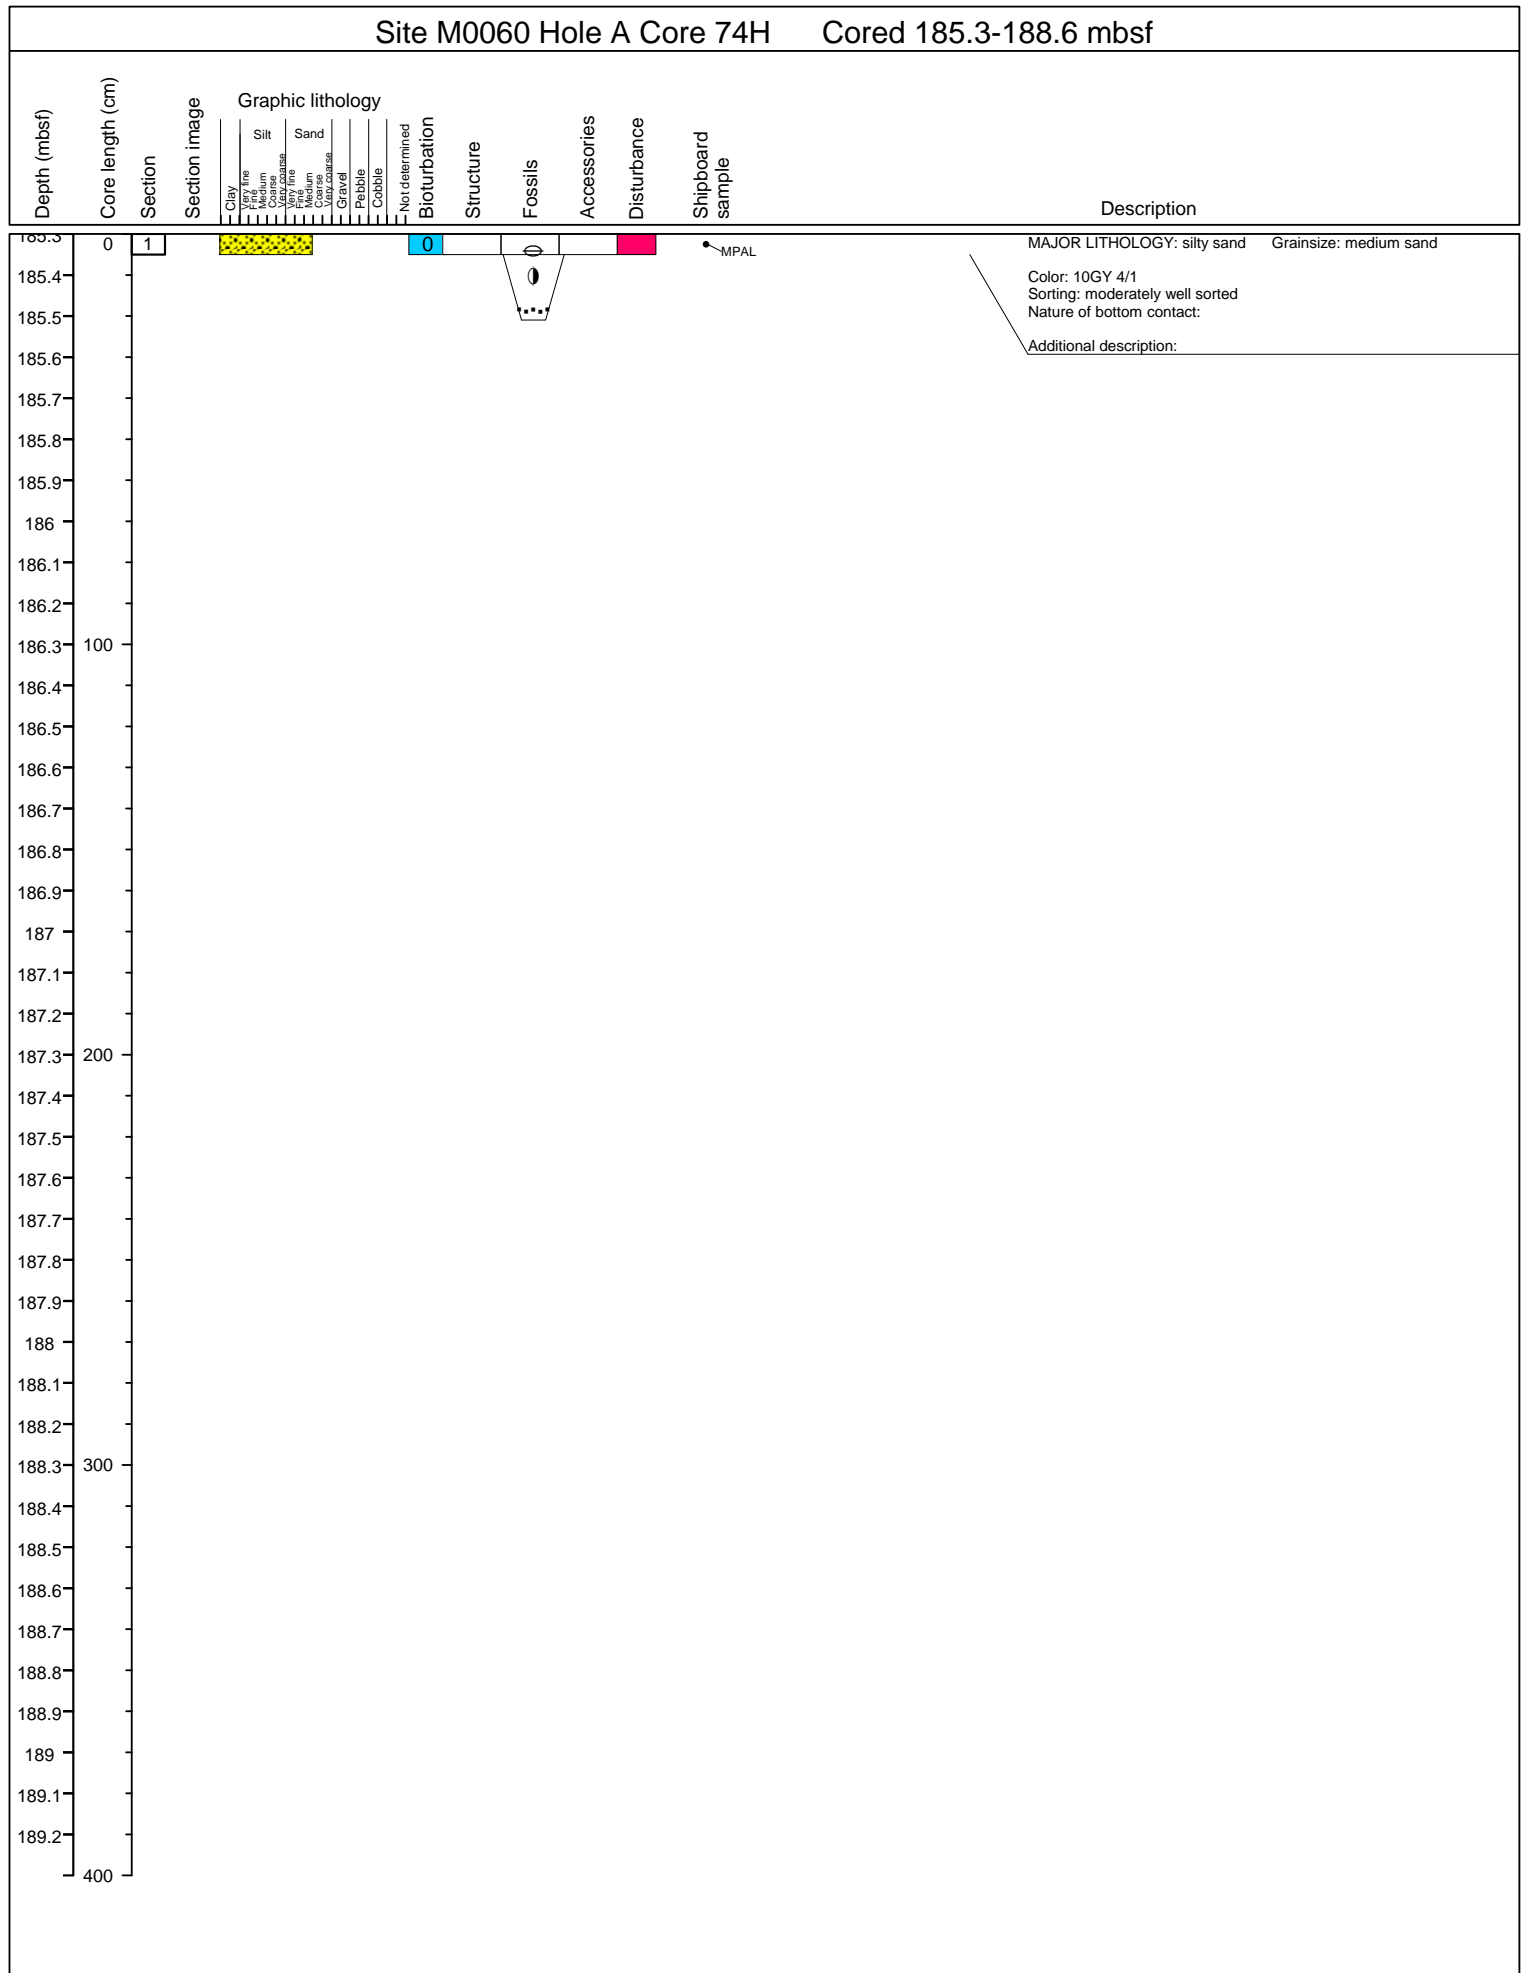 Site M0060 Hole A Core 74H Cored 185.3-188.6 mbsf
Depth (mbsf)
Core length (cm)
Section
Section image
Graphic lithology
Clay
Silt
Very fine
Fine
Medium
Coarse
Very coarse
Sand
Very fine
Fine
Medium
Coarse
Very coarse
Gravel
Pebble
Cobble
Not determined
Bioturbation
Structure
Fossils
Accessories
Disturbance
Shipboard
sample
Description
185.3 0 1 0 MPAL
MAJOR LITHOLOGY: silty sand Grainsize: medium sand
Color: 10GY 4/1
Sorting: moderately well sorted
Nature of bottom contact:
Additional description:
185.4
185.5
185.6
185.7
185.8
185.9
186
186.1
186.2
186.3 100
186.4
186.5
186.6
186.7
186.8
186.9
187
187.1
187.2
187.3 200
187.4
187.5
187.6
187.7
187.8
187.9
188
188.1
188.2
188.3 300
188.4
188.5
188.6
188.7
188.8
188.9
189
189.1
189.2
400